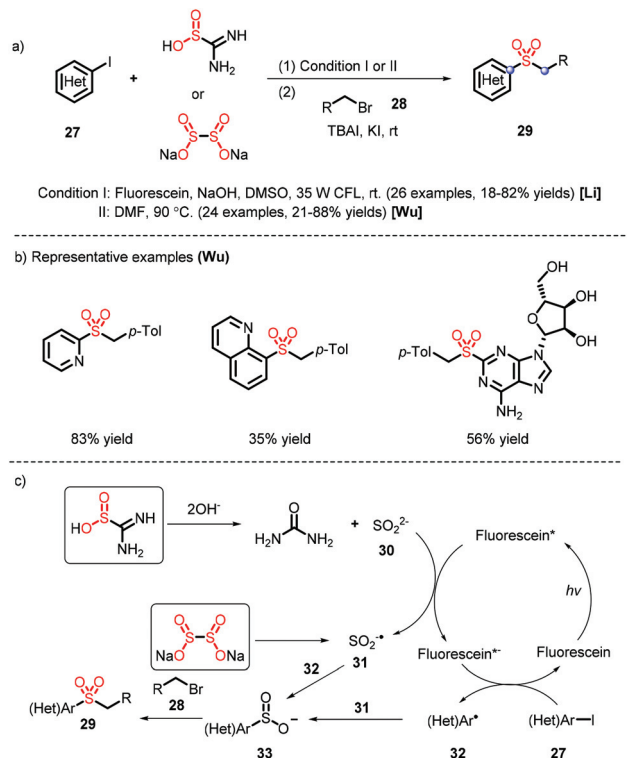 a)
Het
I
27
+
O
S
HO
NH
NH2
or
O
S S
O
NaO
ONa
(1) Condition I or II
(2)
R Br 28
TBAI, KI, rt
O O
S R
Het
29
Condition I: Fluorescein, NaOH, DMSO, 35 W CFL, rt. (26 examples, 18-82% yields) [Li]
II: DMF, 90 °C. (24 examples, 21-88% yields) [Wu]
b) Representative examples (Wu)
O O
S p-Tol
N
83% yield
N O O
S p-Tol
35% yield
OH
OH
O
OH
O O
p-Tol S N N
N N
NH2
56% yield
c)
O
S
HO
NH
NH2
2OH-
O
H2N NH2
+ SO2 2-
30
Fluorescein*
hν
O
S S
O
NaO
ONa
SO2 -•
31
32
Fluorescein*-
Fluorescein
O O
(Het)Ar S R
29
R Br
28
O
(Het)Ar S O -
33
31
(Het)Ar•
32
(Het)Ar—I
27